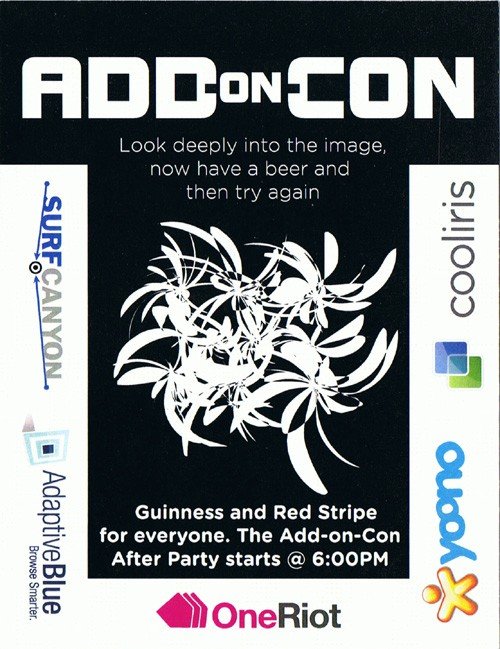 ADD-ON-CON
Look deeply into the image,
now have a beer and
then try again
SURFCANYON
AdaptiveBlue
Browse Smarter.
cooliris
yoono
Guinness and Red Stripe
for everyone. The Add-on-Con
After Party starts @ 6:00PM
OneRiot